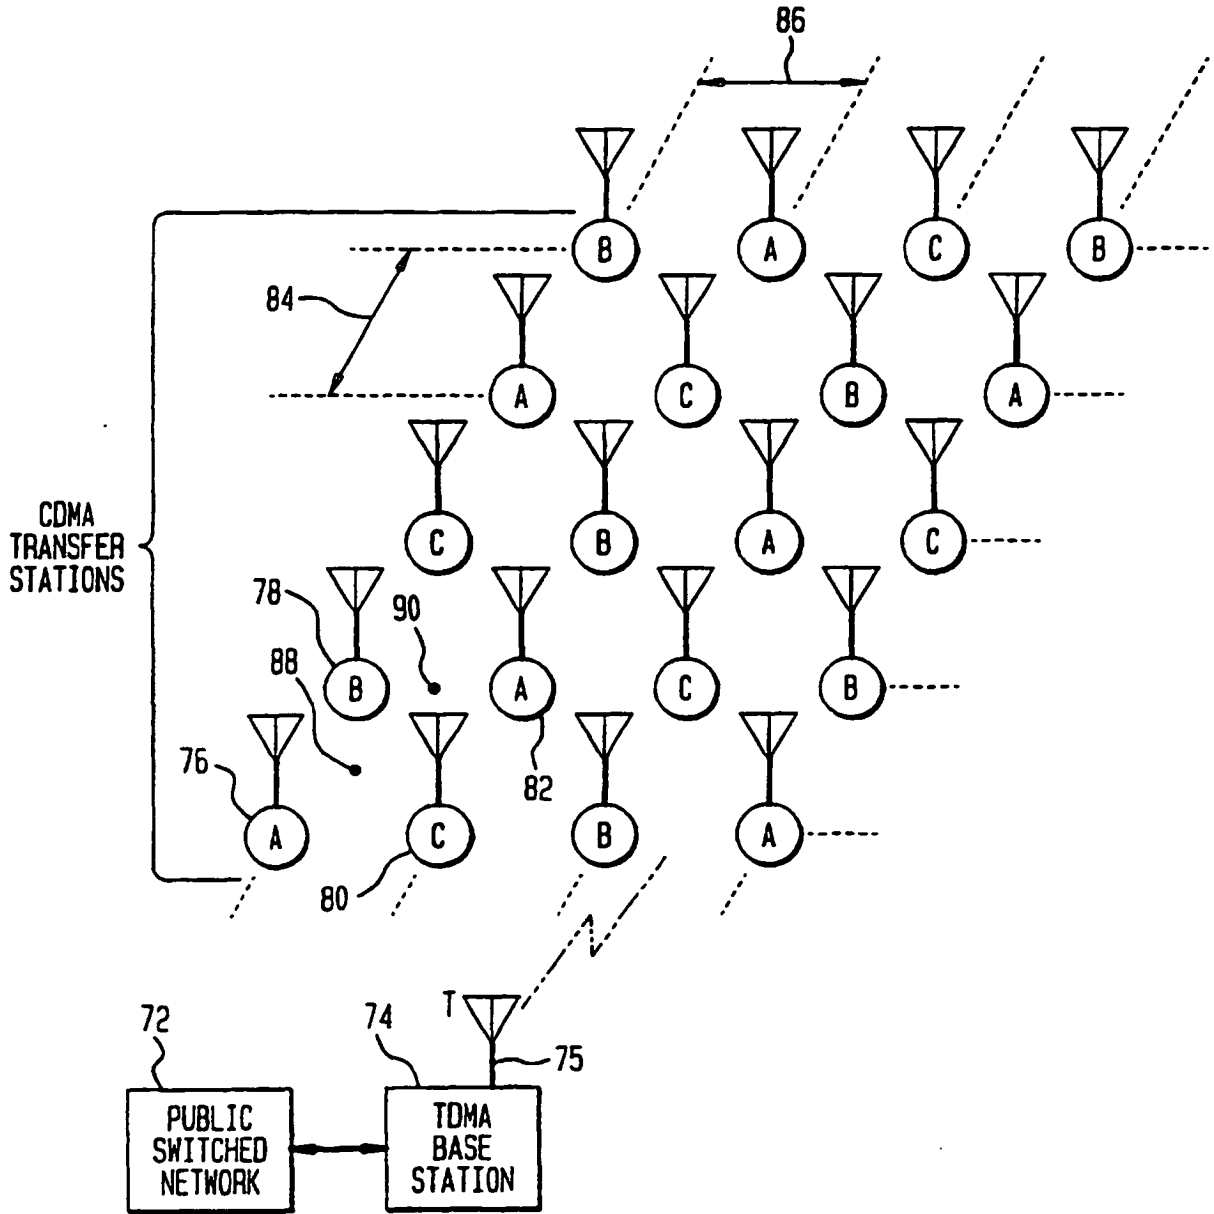 86
B A C B
84
A C B A
CDMA
TRANSFER
STATIONS
C B A C
78
90
88
B A C B
76
82
A C B A
80
T
72
74
75
PUBLIC
SWITCHED
NETWORK
TDMA
BASE
STATION